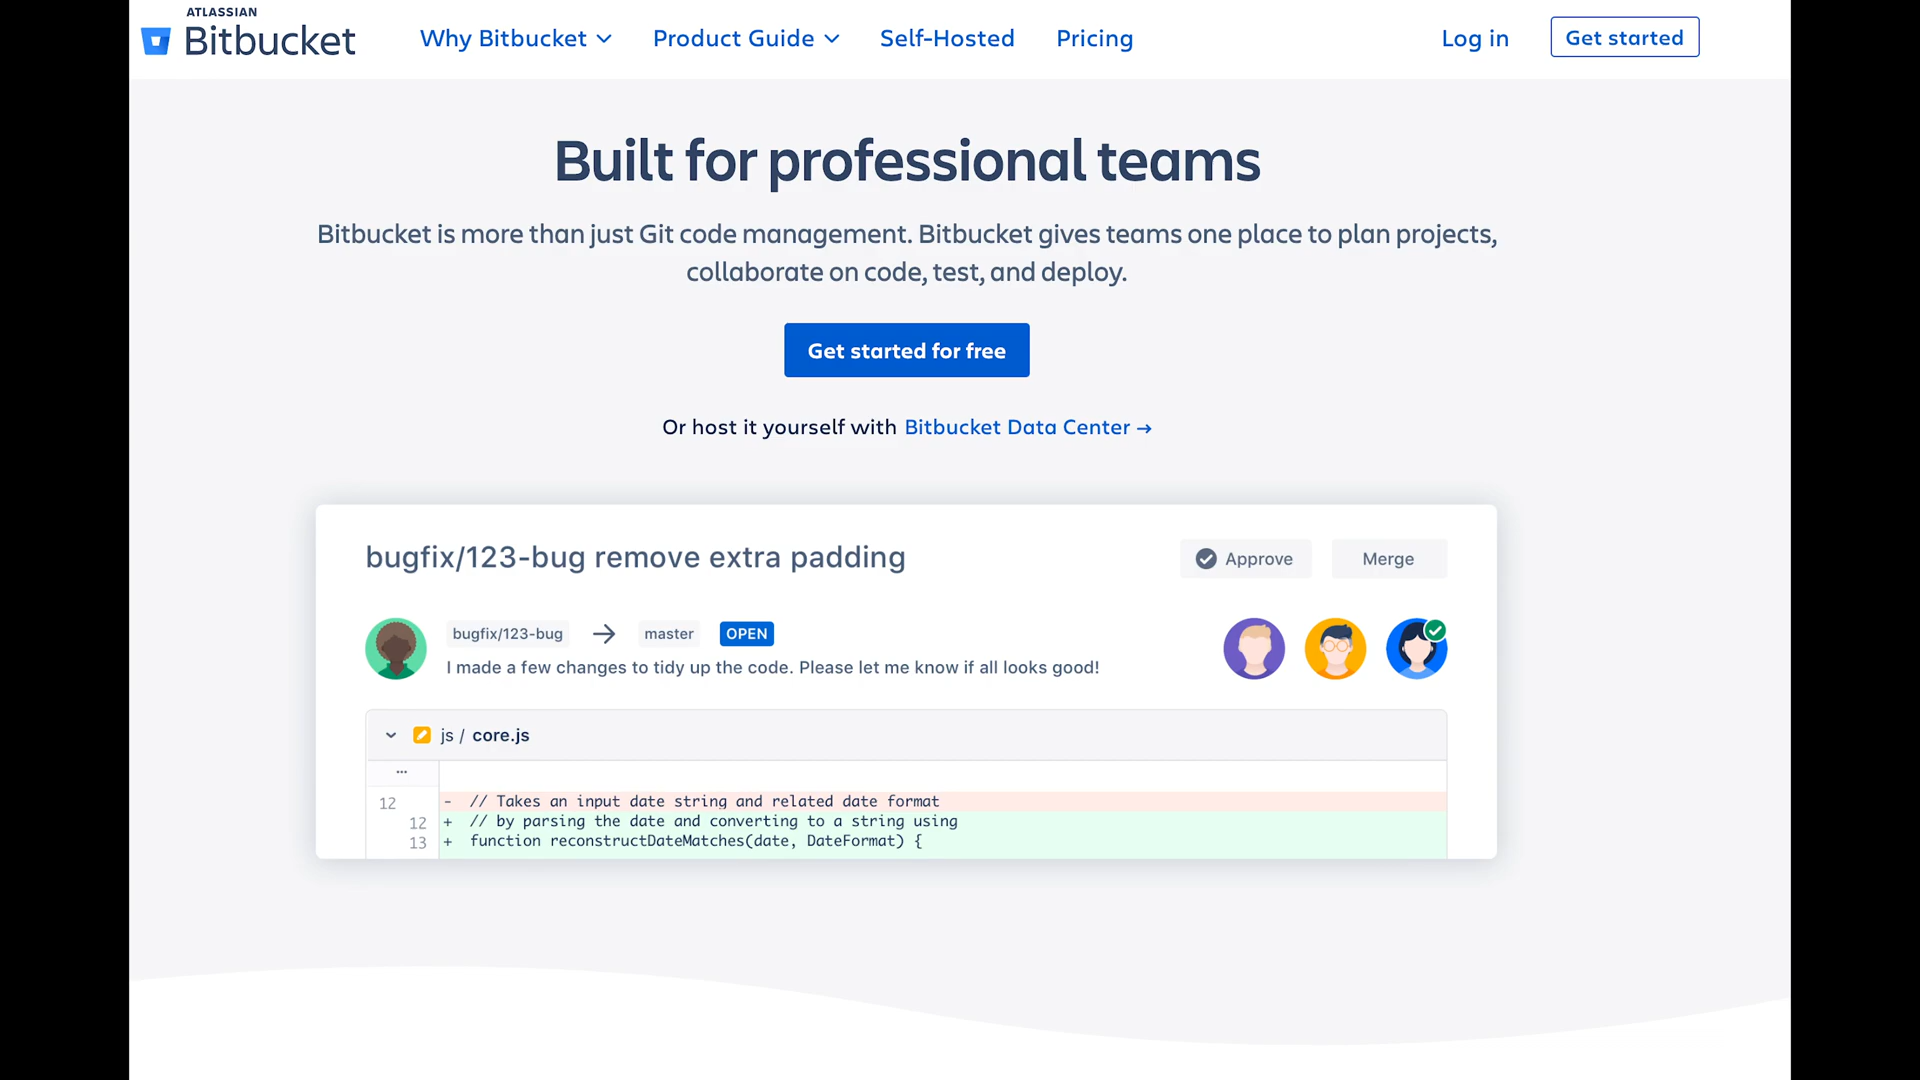 ATLASSIAN
Bitbucket
Why Bitbucket
Product Guide
Self-Hosted
Pricing
Log in
Get started
Built for professional teams
Bitbucket is more than just Git code management. Bitbucket gives teams one place to plan projects,
collaborate on code, test, and deploy.
Get started for free
Or host it yourself with Bitbucket Data Center →
bugfix/123-bug remove extra padding
Approve
Merge
bugfix/123-bug → master OPEN
I made a few changes to tidy up the code. Please let me know if all looks good!
js / core.js
...
12 - // Takes an input date string and related date format
12 + // by parsing the date and converting to a string using
13 + function reconstructDateMatches(date, DateFormat) {